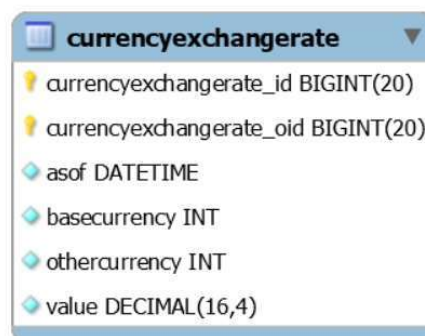 currencyexchangerate
currencyexchangerate_id BIGINT(20)
currencyexchangerate_oid BIGINT(20)
asof DATETIME
basecurrency INT
othercurrency INT
value DECIMAL(16,4)